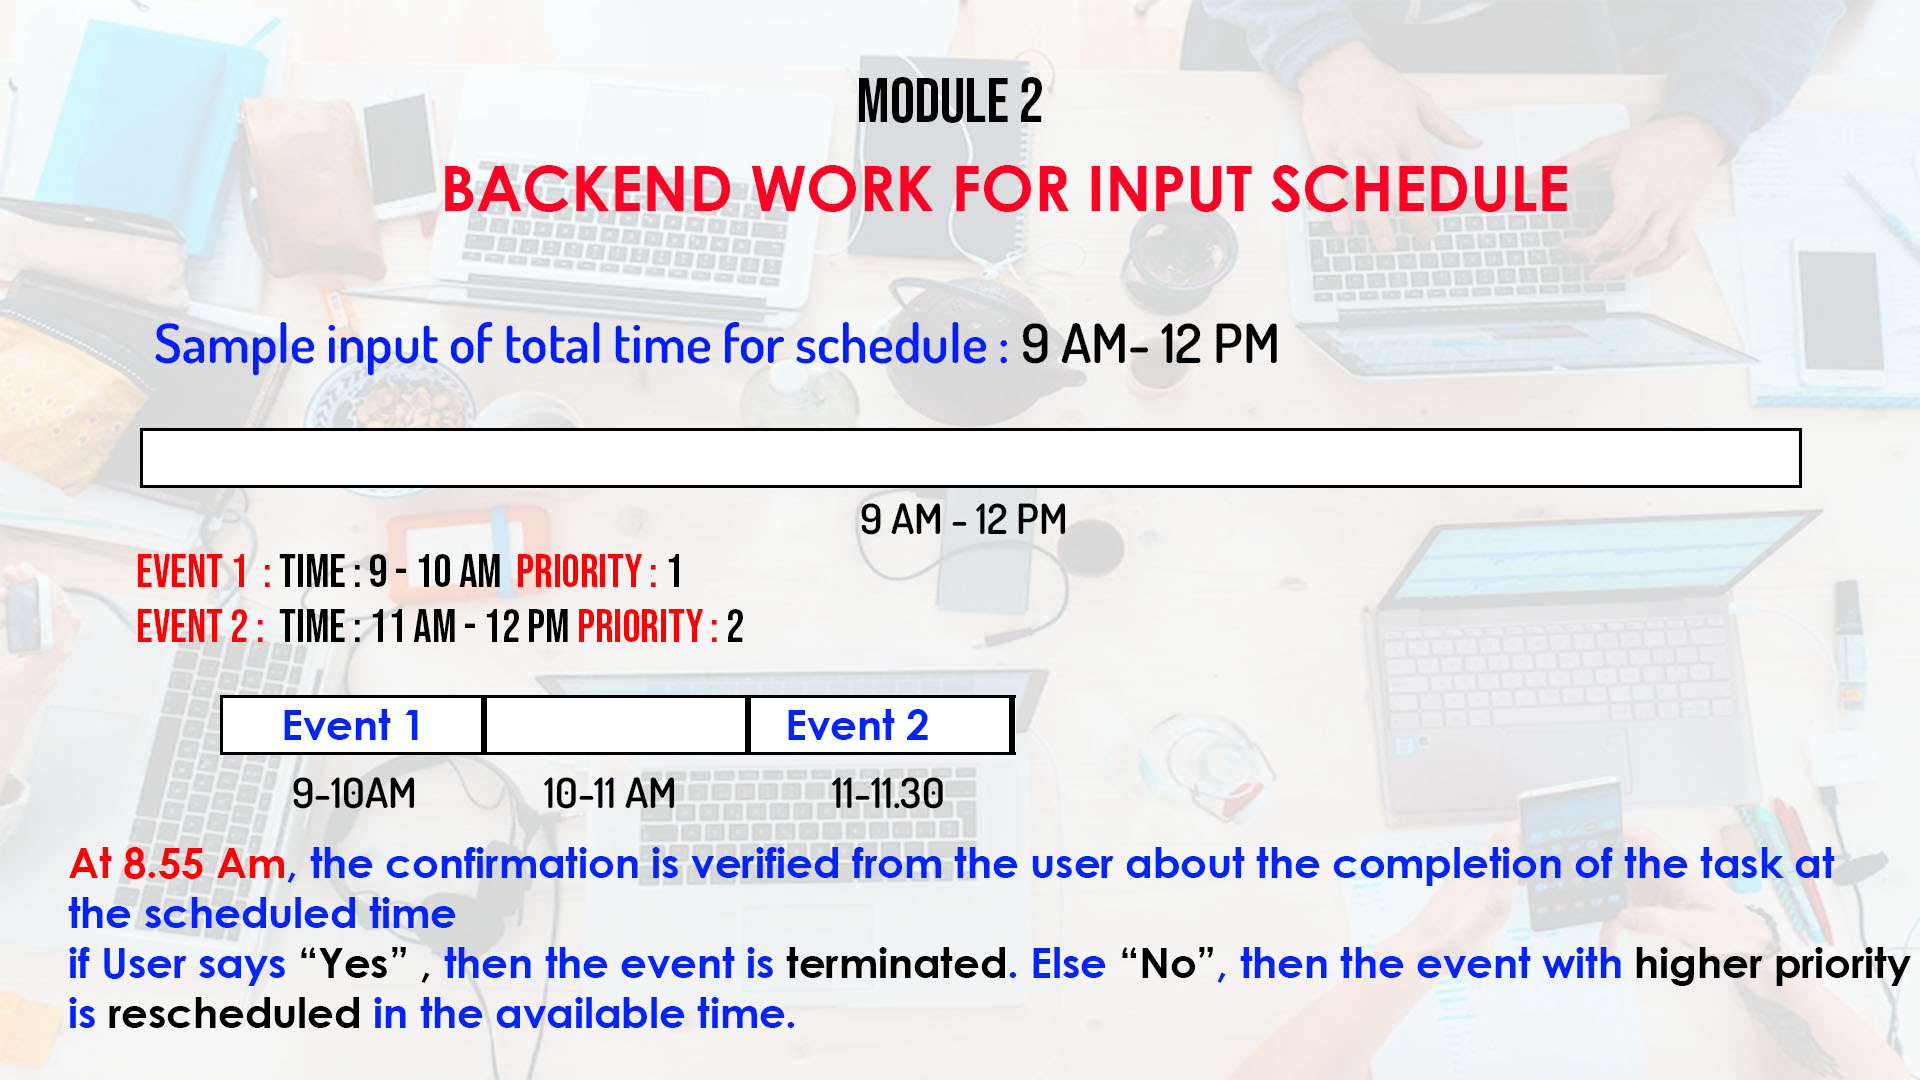 MODULE 2
BACKEND WORK FOR INPUT SCHEDULE
Sample input of total time for schedule : 9 AM- 12 PM
9 AM - 12 PM
EVENT 1 : TIME : 9 - 10 AM PRIORITY : 1
EVENT 2 : TIME : 11 AM - 12 PM PRIORITY : 2
Event 1 Event 2
9-10AM 10-11 AM 11-11.30
At 8.55 Am, the confirmation is verified from the user about the completion of the task at
the scheduled time
if User says “Yes” , then the event is terminated. Else “No”, then the event with higher priority
is rescheduled in the available time.